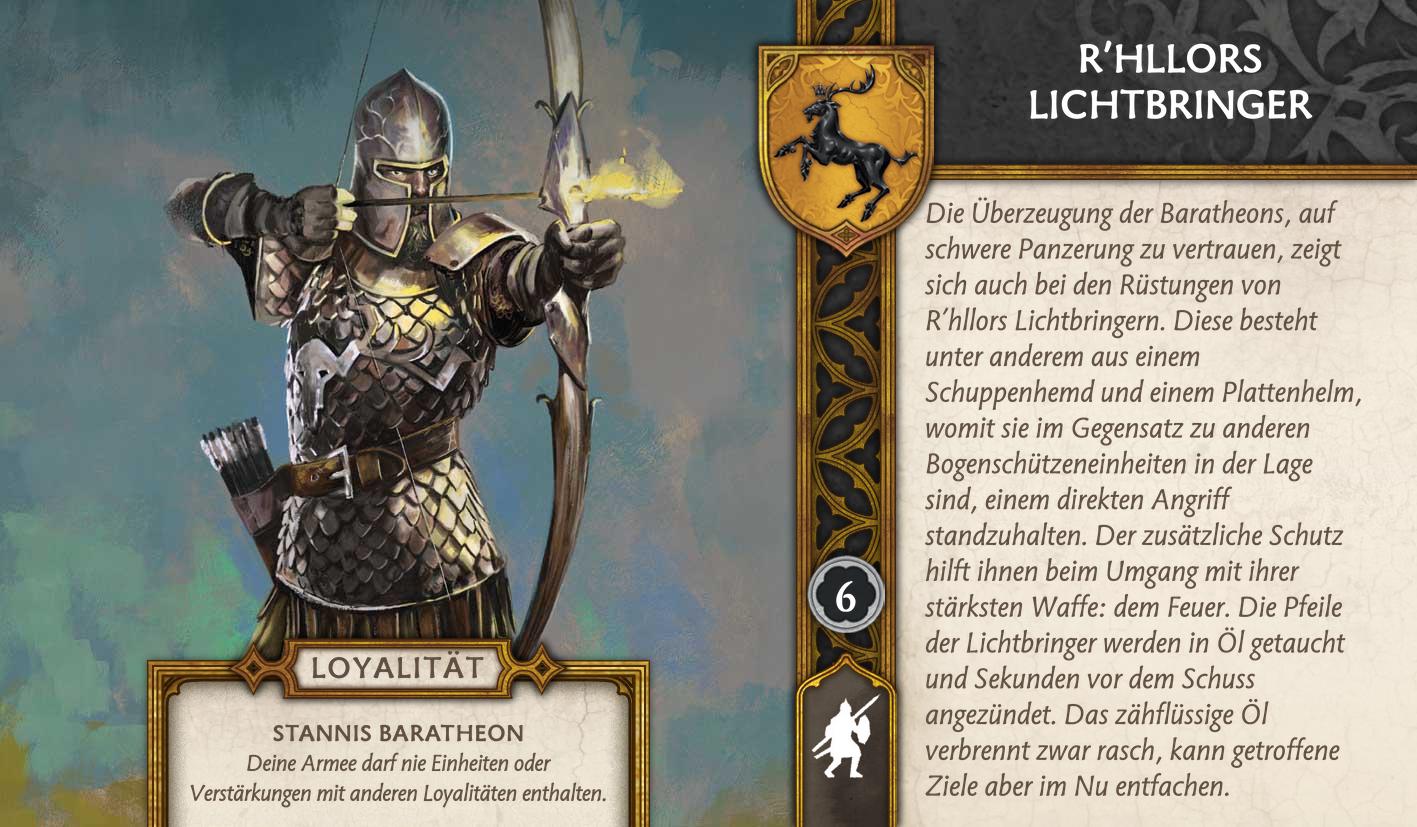 R'HLLORS
LICHTBRINGER
Die Überzeugung der Baratheons, auf
schwere Panzerung zu vertrauen, zeigt
sich auch bei den Rüstungen von
R'hllors Lichtbringern. Diese besteht
unter anderem aus einem
Schuppenhemd und einem Plattenhelm,
womit sie im Gegensatz zu anderen
Bogenschützeneinheiten in der Lage
sind, einem direkten Angriff
standzuhalten. Der zusätzliche Schutz
hilft ihnen beim Umgang mit ihrer
stärksten Waffe: dem Feuer. Die Pfeile
der Lichtbringer werden in Öl getaucht
und Sekunden vor dem Schuss
angezündet. Das zähflüssige Öl
verbrennt zwar rasch, kann getroffene
Ziele aber im Nu entfachen.
6
LOYALITÄT
STANNIS BARATHEON
Deine Armee darf nie Einheiten oder
Verstärkungen mit anderen Loyalitäten enthalten.